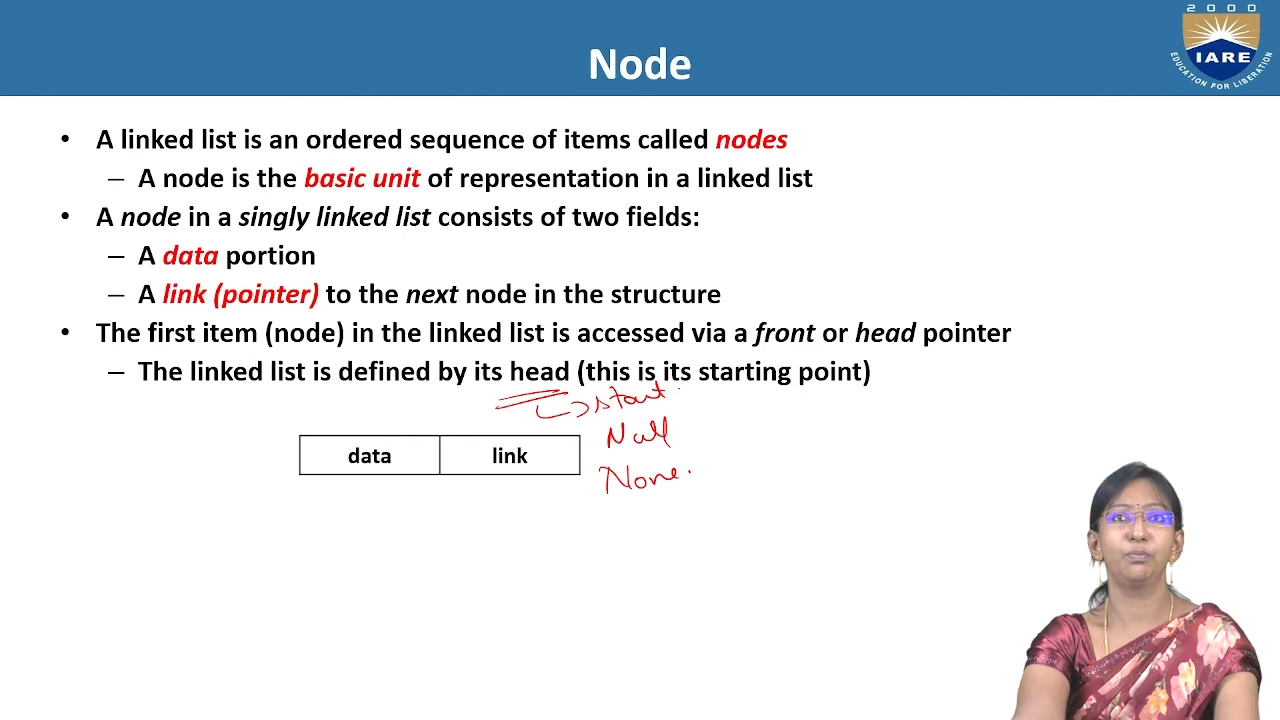 2 0 0 0
IARE
EDUCATION FOR LIBERATION
Node
• A linked list is an ordered sequence of items called nodes
– A node is the basic unit of representation in a linked list
• A node in a singly linked list consists of two fields:
– A data portion
– A link (pointer) to the next node in the structure
• The first item (node) in the linked list is accessed via a front or head pointer
– The linked list is defined by its head (this is its starting point)
start
Null
data link
None